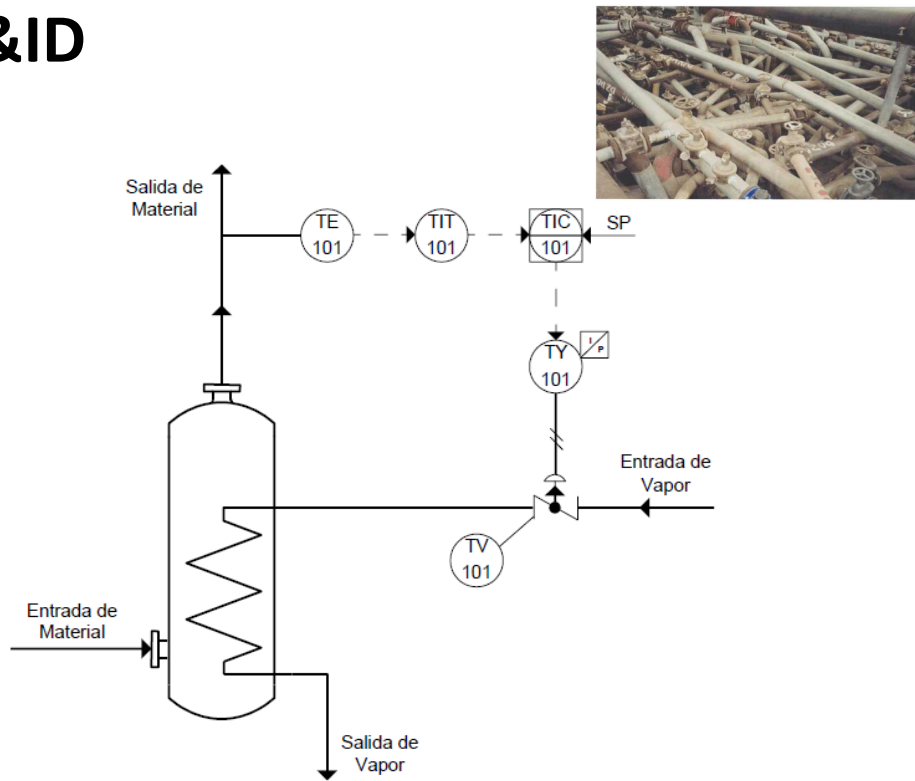 &ID
Salida de
Material
TE
101
TIT
101
TIC
101
SP
TY
101
I/P
Entrada de
Vapor
TV
101
Entrada de
Material
Salida de
Vapor